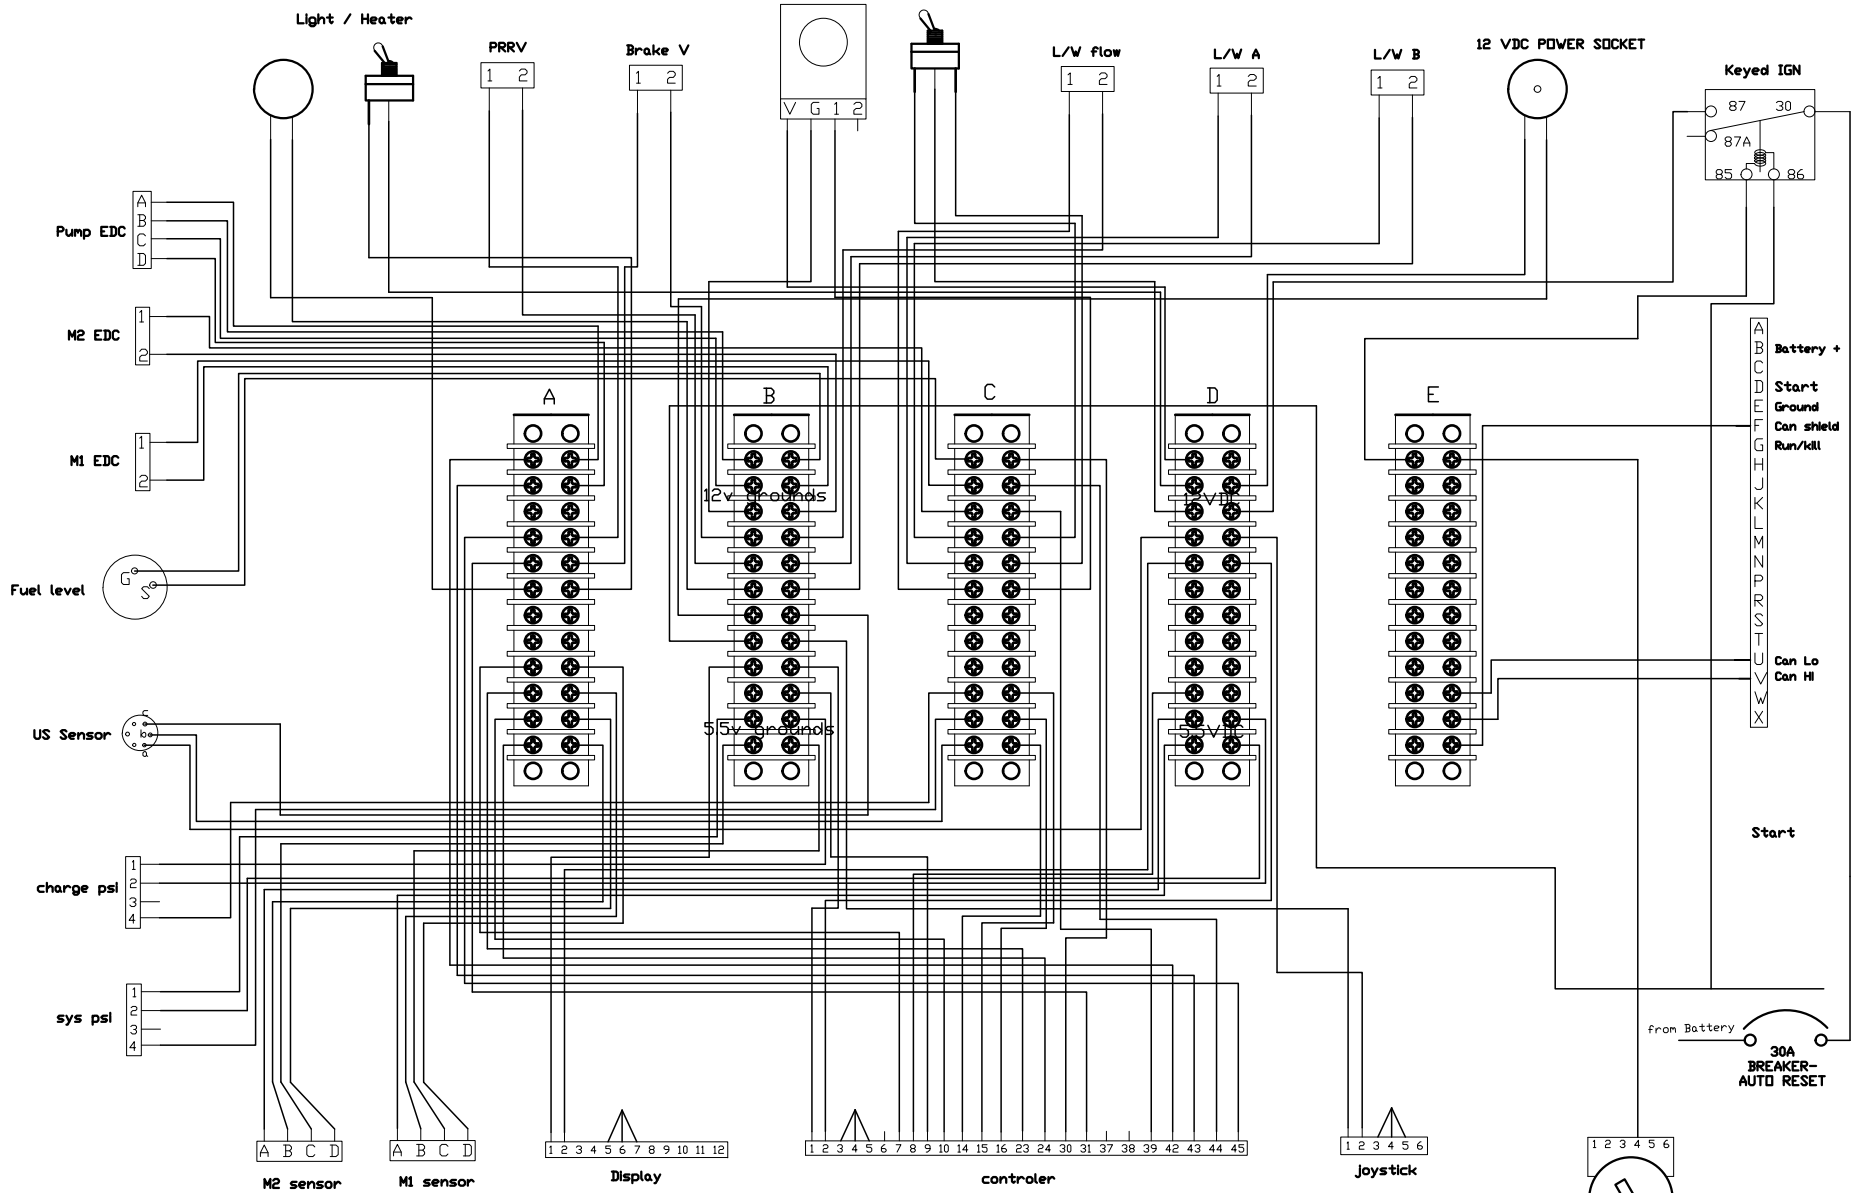 Light / Heater
PRRV
1 2
Brake V
1 2
V G 1 2
L/W flow
1 2
L/W A
1 2
L/W B
1 2
12 VDC POWER SOCKET
Keyed IGN
87 30
87A
85 86
Pump EDC
A
B
C
D
M2 EDC
1
2
M1 EDC
1
2
Fuel level
G
S
US Sensor
c
b
a
charge psi
1
2
3
4
sys psi
1
2
3
4
A B C D E
12v grounds
12VDC
5.5v grounds
5.5VDC
A
B Battery +
C
D Start
E Ground
F Can shield
G Run/kill
H
J
K
L
M
N
P
R
S
T
U Can Lo
V Can HI
W
X
Start
from Battery
30A
BREAKER-
AUTO RESET
A B C D
M2 sensor
A B C D
M1 sensor
1 2 3 4 5 6 7 8 9 10 11 12
Display
1 2 3 4 5 6 7 8 9 10 14 15 16 23 24 30 31 37 38 39 42 43 44 45
controler
1 2 3 4 5 6
joystick
1 2 3 4 5 6